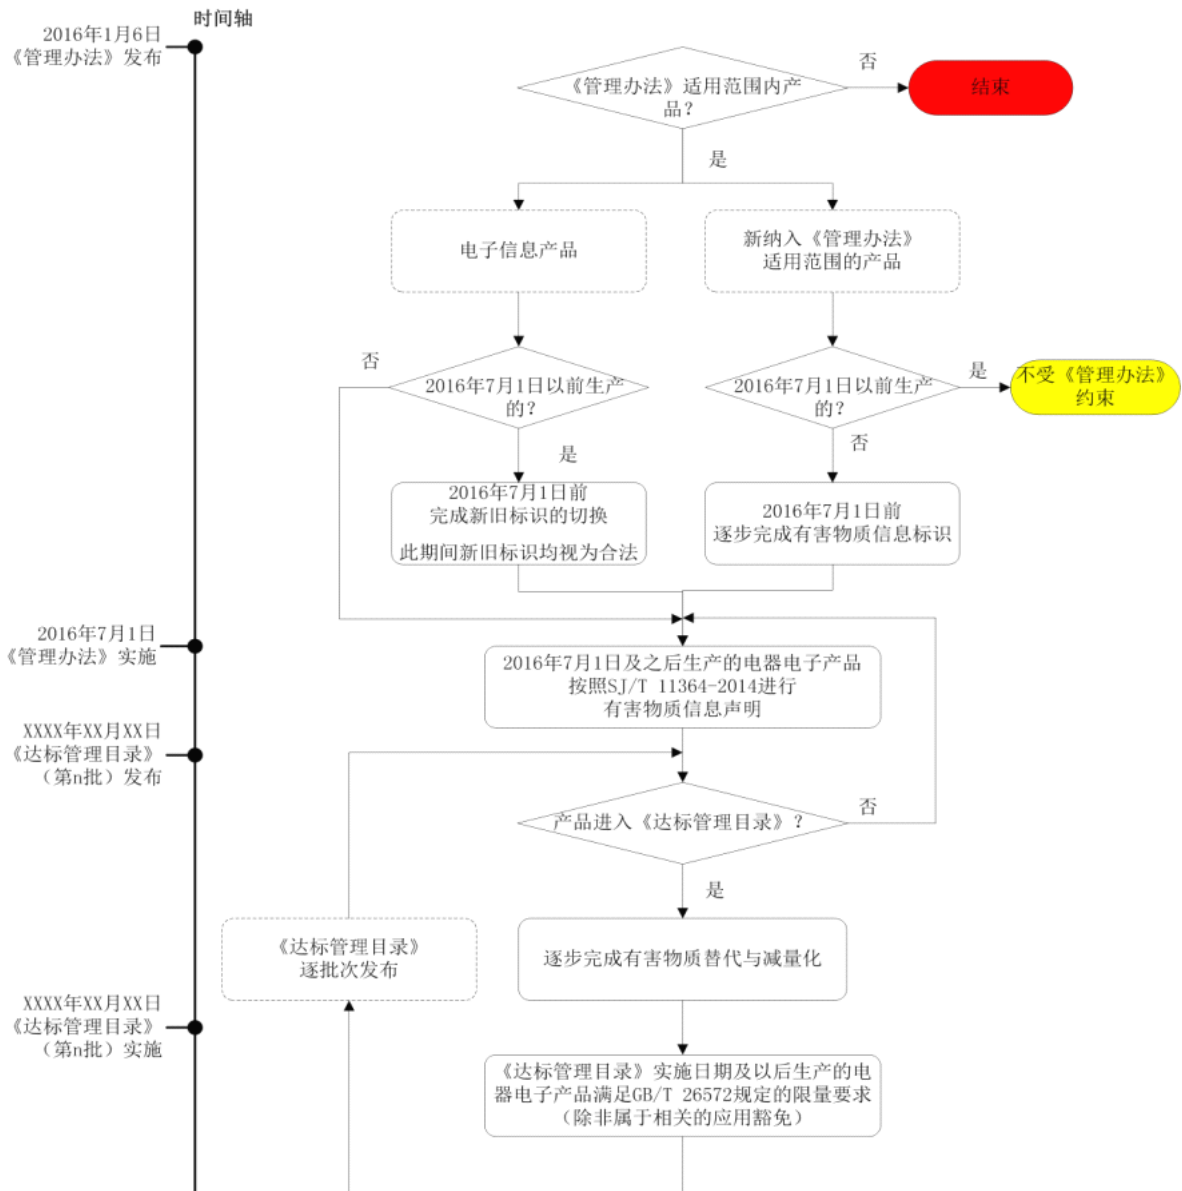 时间轴
2016年1月6日
《管理办法》发布
《管理办法》适用范围内产
品?
否
结束
是
电子信息产品
新纳入《管理办法》
适用范围的产品
否
2016年7月1日以前生产
的?
2016年7月1日以前生产
的?
是
不受《管理办法》
约束
是
否
2016年7月1日前
完成新旧标识的切换
此期间新旧标识均视为合法
2016年7月1日前
逐步完成有害物质信息标识
2016年7月1日
《管理办法》实施
2016年7月1日及之后生产的电器电子产品
按照SJ/T 11364-2014进行
有害物质信息声明
XXXX年XX月XX日
《达标管理目录》
（第n批）发布
产品进入《达标管理目录》?
否
是
《达标管理目录》
逐批次发布
逐步完成有害物质替代与减量化
XXXX年XX月XX日
《达标管理目录》
（第n批）实施
《达标管理目录》实施日期及以后生产的电
器电子产品满足GB/T 26572规定的限量要求
（除非属于相关的应用豁免）